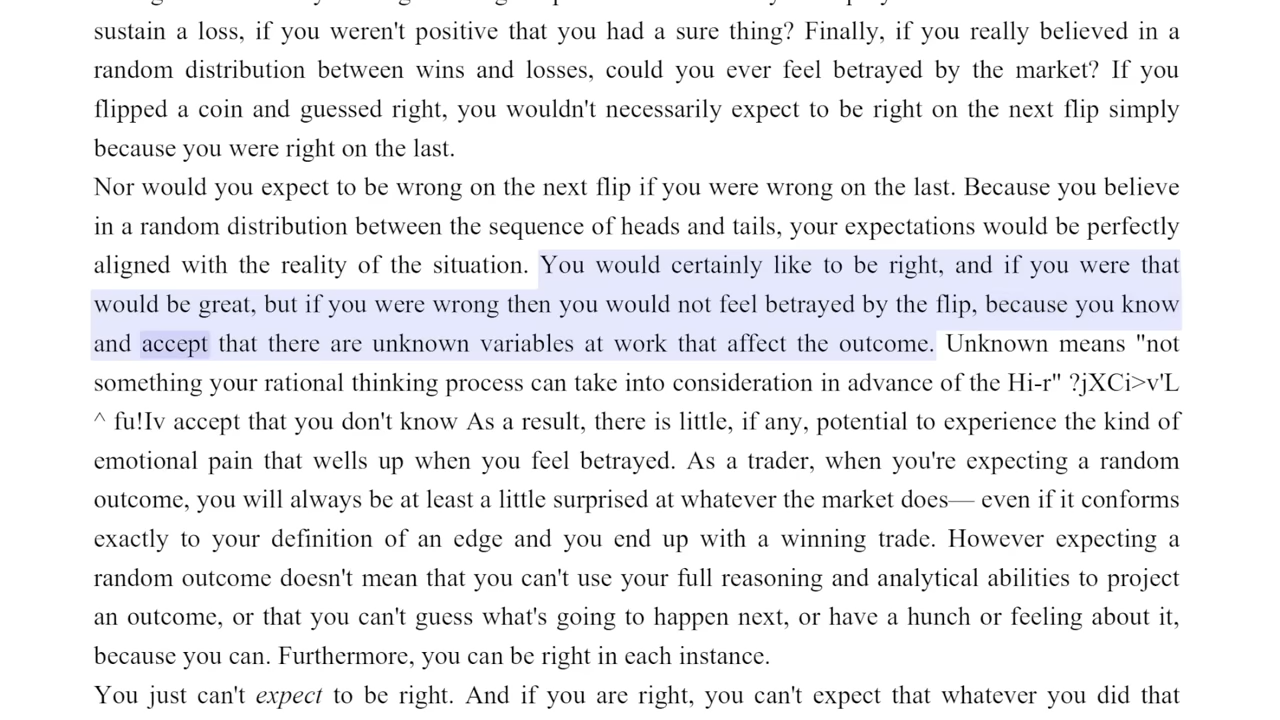 sustain a loss, if you weren't positive that you had a sure thing? Finally, if you really believed in a
random distribution between wins and losses, could you ever feel betrayed by the market? If you
flipped a coin and guessed right, you wouldn't necessarily expect to be right on the next flip simply
because you were right on the last.
Nor would you expect to be wrong on the next flip if you were wrong on the last. Because you believe
in a random distribution between the sequence of heads and tails, your expectations would be perfectly
aligned with the reality of the situation. You would certainly like to be right, and if you were that
would be great, but if you were wrong then you would not feel betrayed by the flip, because you know
and accept that there are unknown variables at work that affect the outcome. Unknown means "not
something your rational thinking process can take into consideration in advance of the Hi-r" ?jXCi>v'L
^ fu!Iv accept that you don't know As a result, there is little, if any, potential to experience the kind of
emotional pain that wells up when you feel betrayed. As a trader, when you're expecting a random
outcome, you will always be at least a little surprised at whatever the market does— even if it conforms
exactly to your definition of an edge and you end up with a winning trade. However expecting a
random outcome doesn't mean that you can't use your full reasoning and analytical abilities to project
an outcome, or that you can't guess what's going to happen next, or have a hunch or feeling about it,
because you can. Furthermore, you can be right in each instance.
You just can't expect to be right. And if you are right, you can't expect that whatever you did that